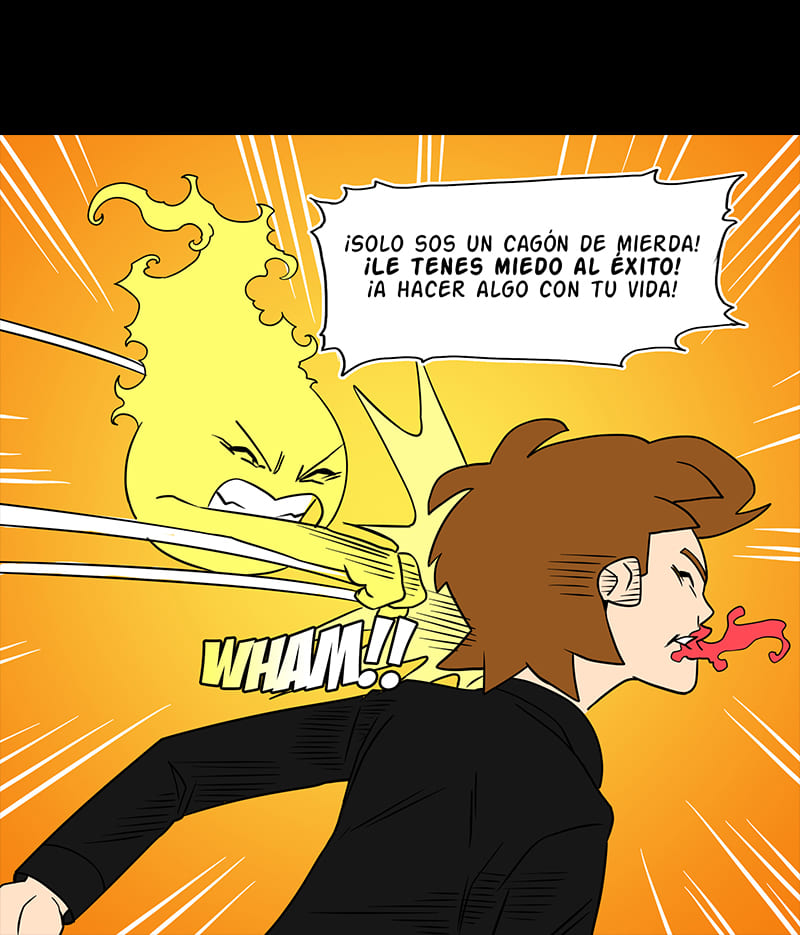 ¡SOLO SOS UN CAGÓN DE MIERDA!
¡LE TENES MIEDO AL ÉXITO!
¡A HACER ALGO CON TU VIDA!
WHAM!!